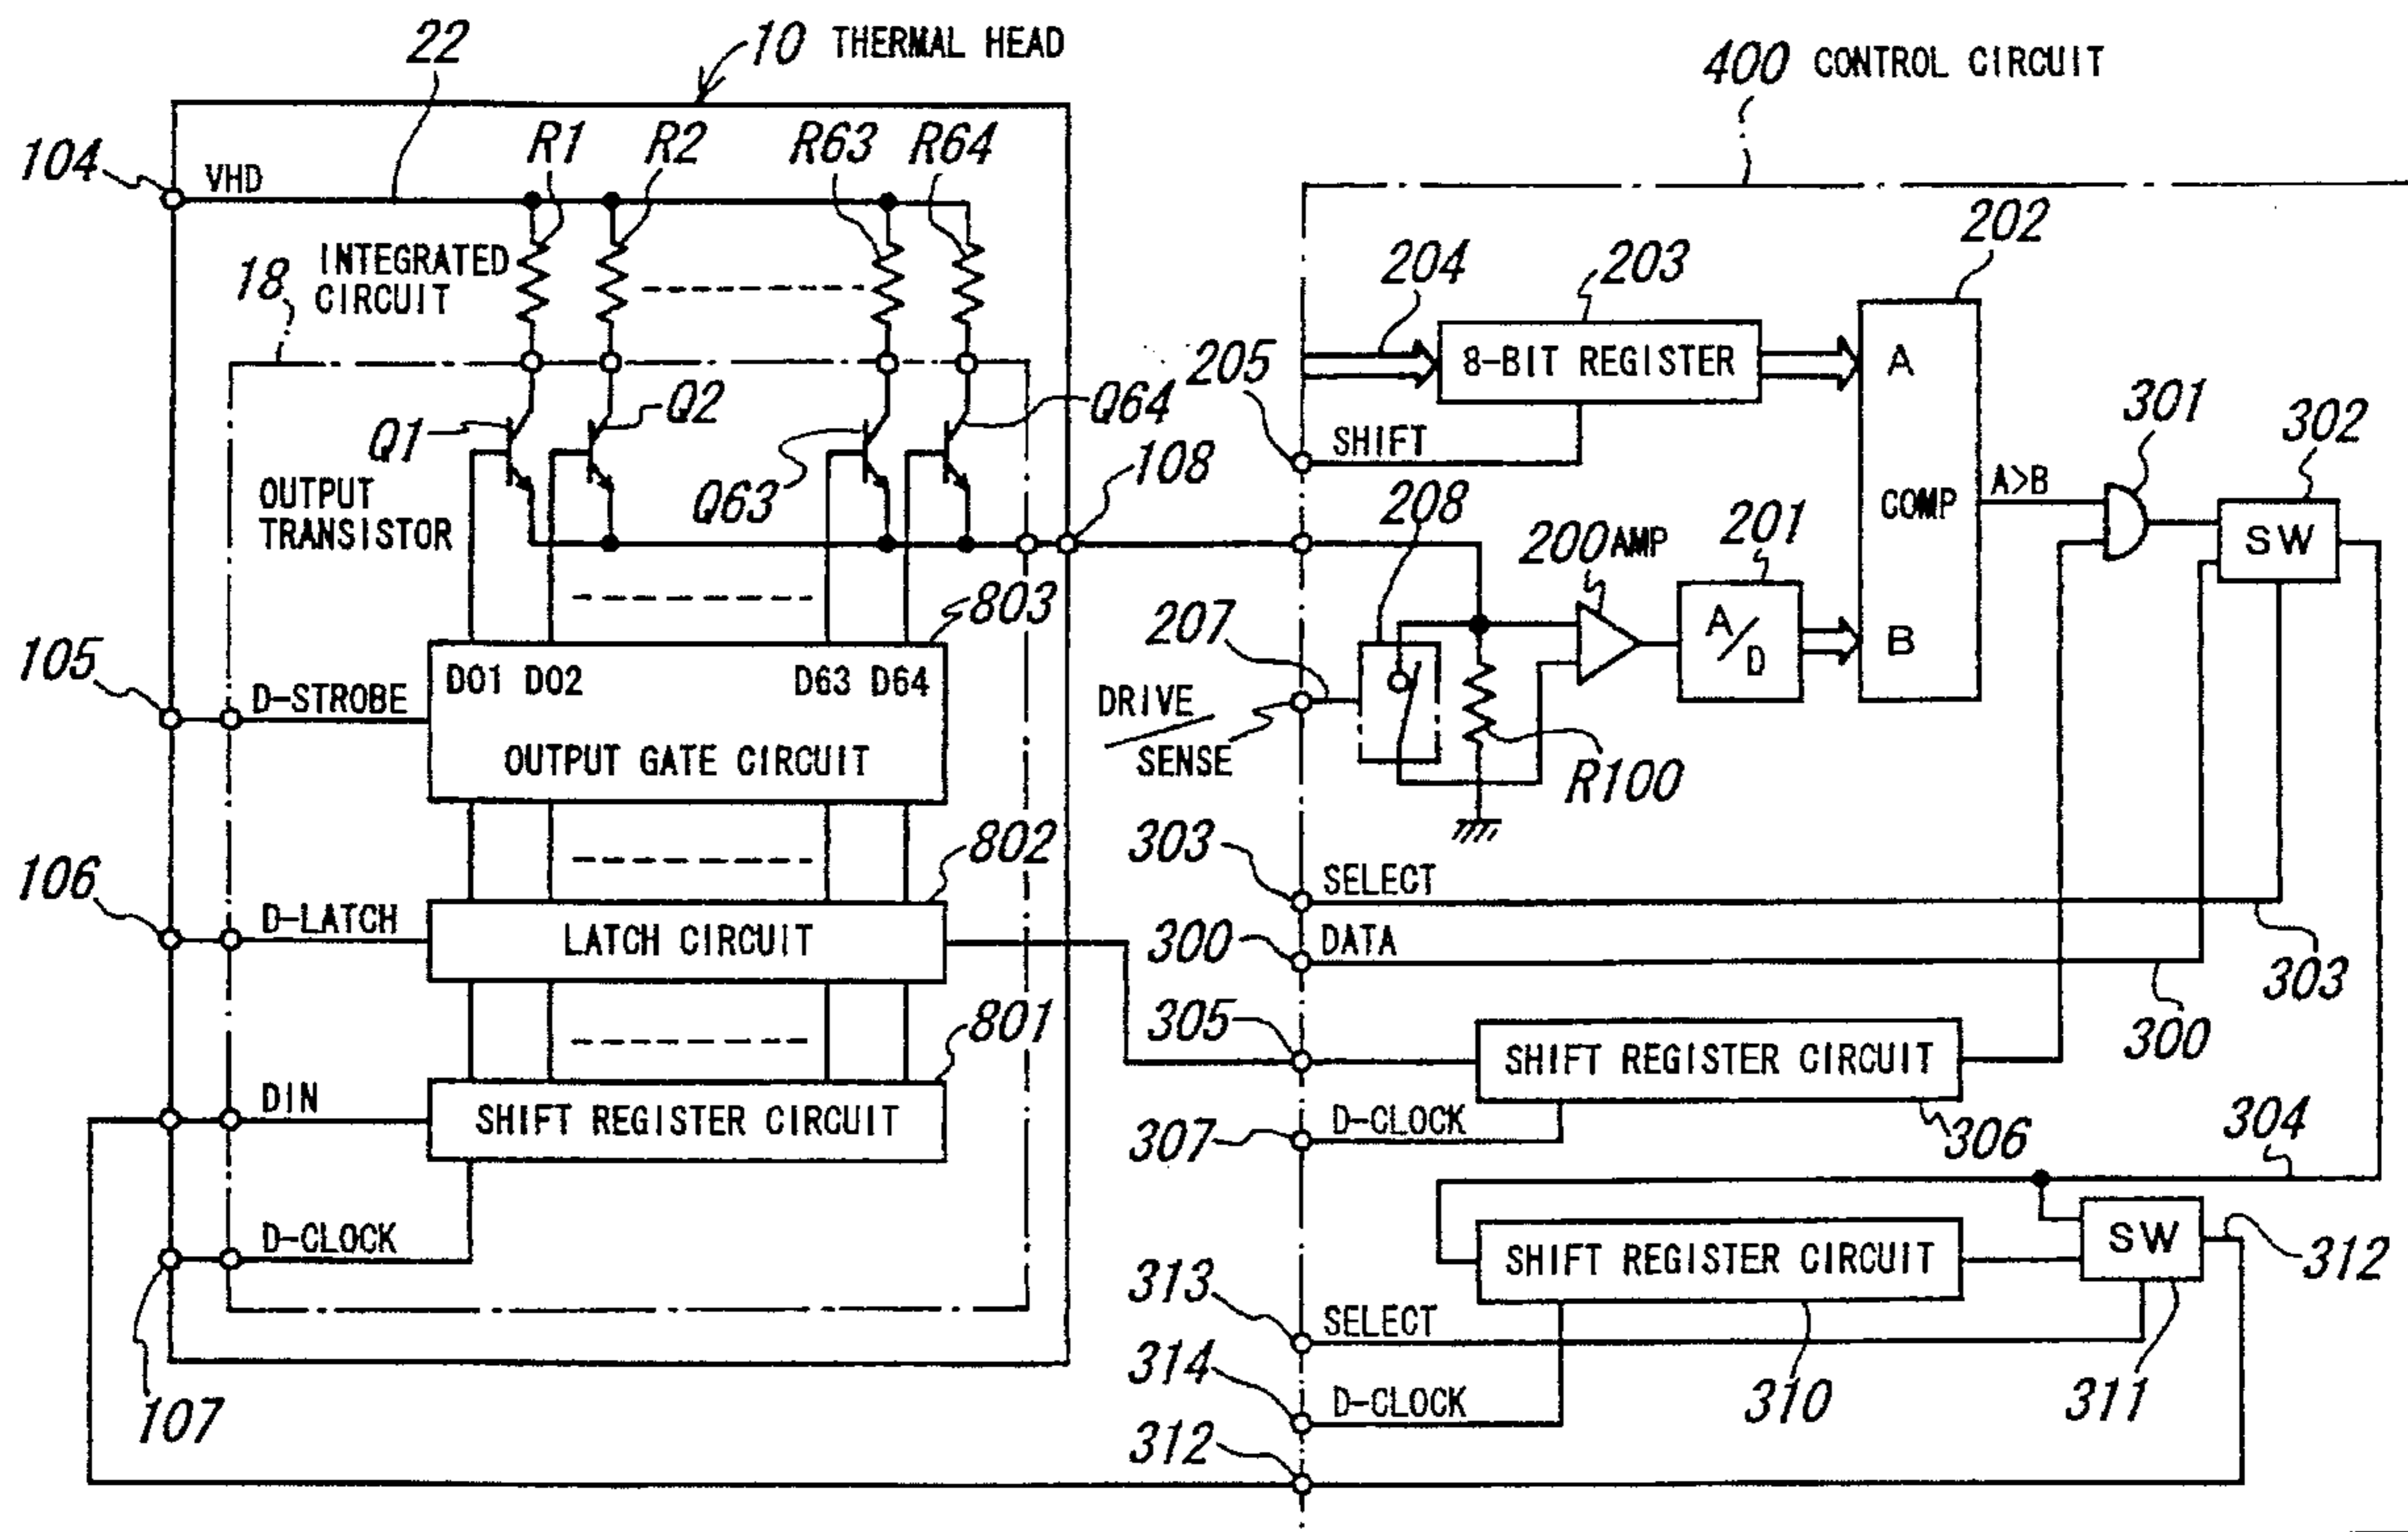 22
10 THERMAL HEAD
400 CONTROL CIRCUIT
104
VHD
R1
R2
R63
R64
18 INTEGRATED
CIRCUIT
204
203
202
8-BIT REGISTER
A
205
SHIFT
Q1
Q2
Q63
Q64
108
301
302
OUTPUT
TRANSISTOR
208
200 AMP
201
A>B
COMP
SW
803
207
A/D
B
105
D-STROBE
D01 D02 D63 D64
OUTPUT GATE CIRCUIT
DRIVE
SENSE
R100
802
303
SELECT
106
D-LATCH
LATCH CIRCUIT
300
DATA
303
300
801
305
SHIFT REGISTER CIRCUIT
DIN
SHIFT REGISTER CIRCUIT
307
D-CLOCK
306
304
D-CLOCK
SHIFT REGISTER CIRCUIT
SW
312
313
SELECT
107
314
D-CLOCK
310
311
312